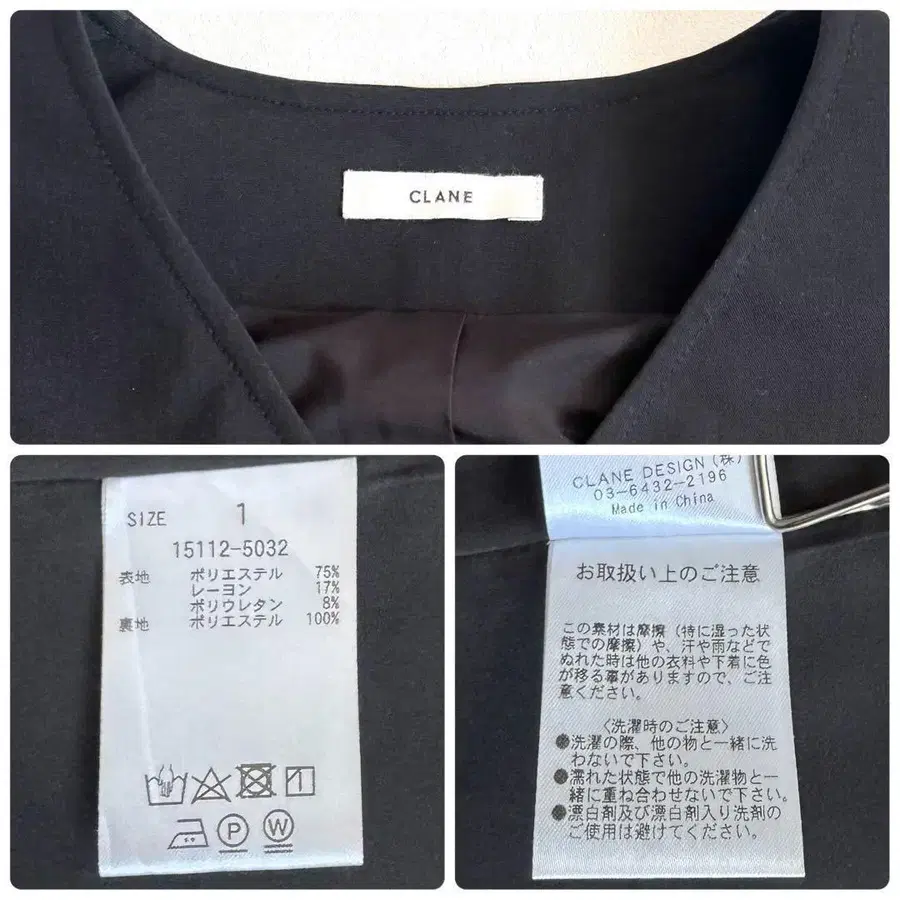 CLANE
SIZE 1
15112-5032
表地 ポリエステル 75%
レーヨン 17%
ポリウレタン 8%
裏地 ポリエステル 100%
P W
CLANE DESIGN (株)
03-6432-2196
Made in China
お取扱い上のご注意
この素材は摩擦(特に湿った状
態での摩擦)や、汗や雨などで
ぬれた時は他の衣料や下着に色
が移る事がありますので、ご注
意ください。
〈洗濯時のご注意〉
●洗濯の際、他の物と一緒に洗
わないで下さい。
●濡れた状態で他の洗濯物と一
緒に重ね合わせないで下さい。
●漂白剤及び漂白剤入り洗剤の
ご使用は避けてください。